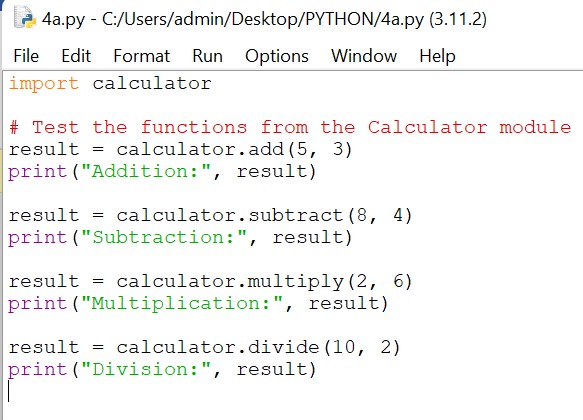 4a.py - C:/Users/admin/Desktop/PYTHON/4a.py (3.11.2)
File Edit Format Run Options Window Help
import calculator

# Test the functions from the Calculator module
result = calculator.add(5, 3)
print("Addition:", result)

result = calculator.subtract(8, 4)
print("Subtraction:", result)

result = calculator.multiply(2, 6)
print("Multiplication:", result)

result = calculator.divide(10, 2)
print("Division:", result)